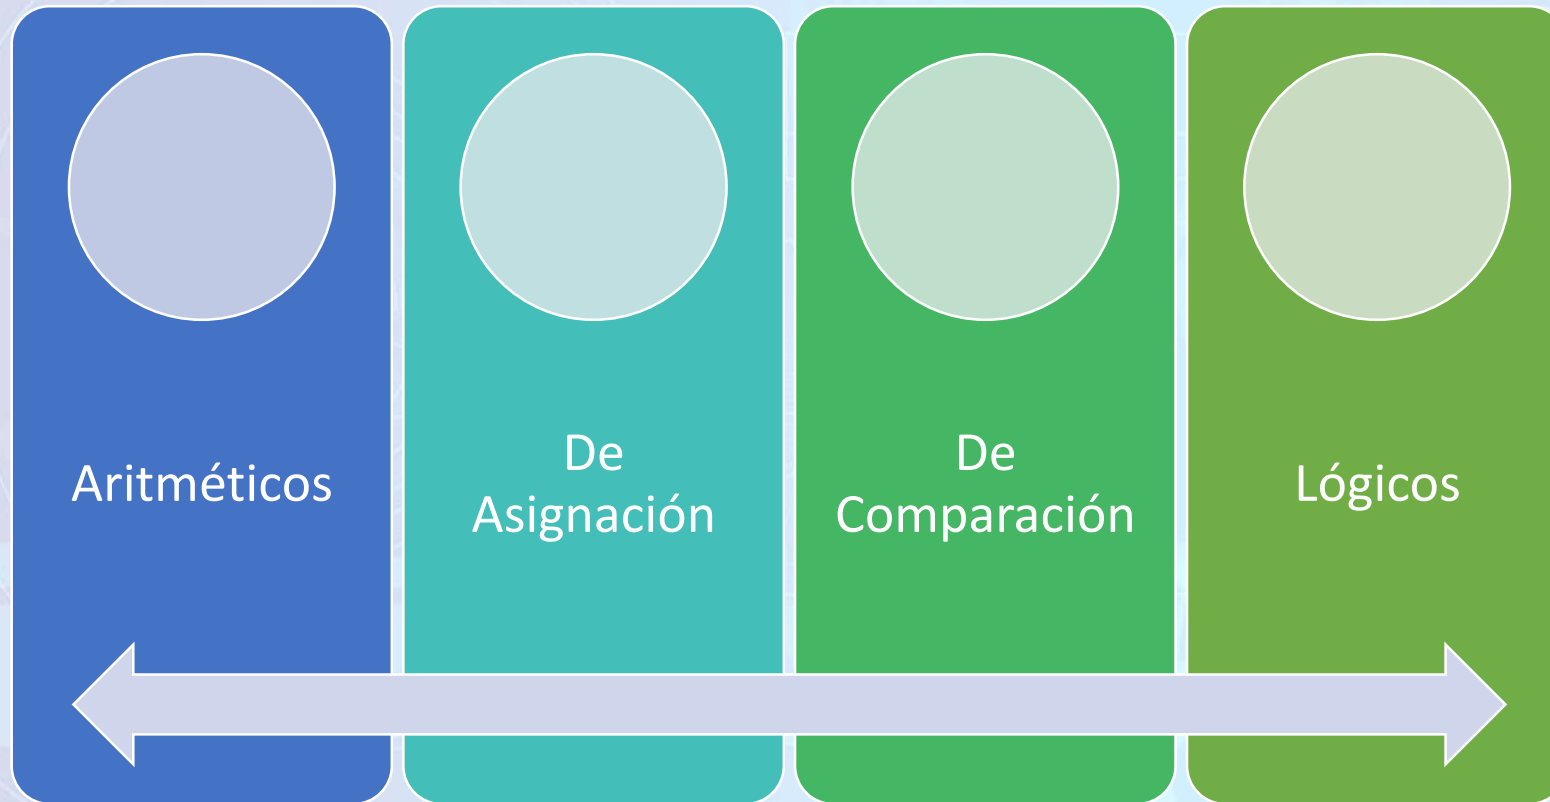 Aritméticos
De
Asignación
De
Comparación
Lógicos